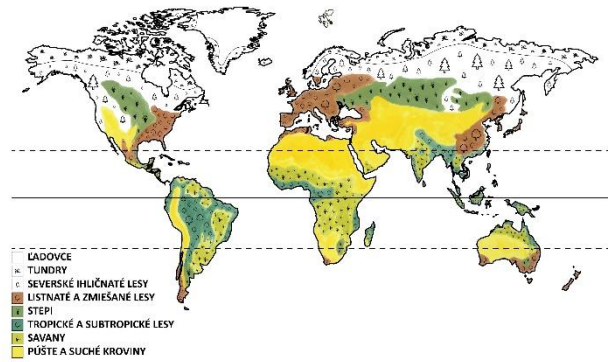 ĽADOVCE
TUNDRY
SEVERSKÉ IHLIČNATÉ LESY
LISTNATÉ A ZMIEŠANÉ LESY
STEPI
TROPICKÉ A SUBTROPICKÉ LESY
SAVANY
PÚŠTE A SUCHÉ KROVINY